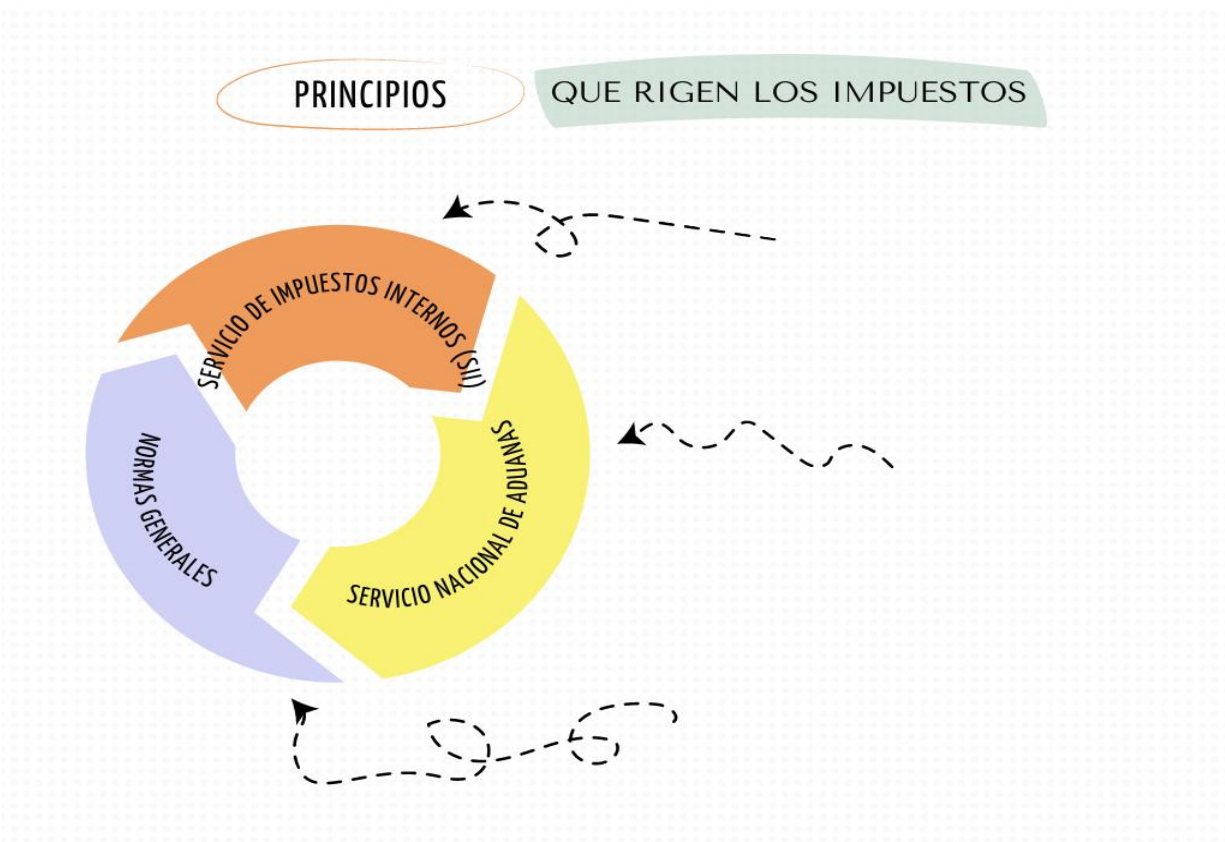 PRINCIPIOS
QUE RIGEN LOS IMPUESTOS
SERVICIO DE IMPUESTOS INTERNOS (SII)
SERVICIO NACIONAL DE ADUANAS
NORMAS GENERALES